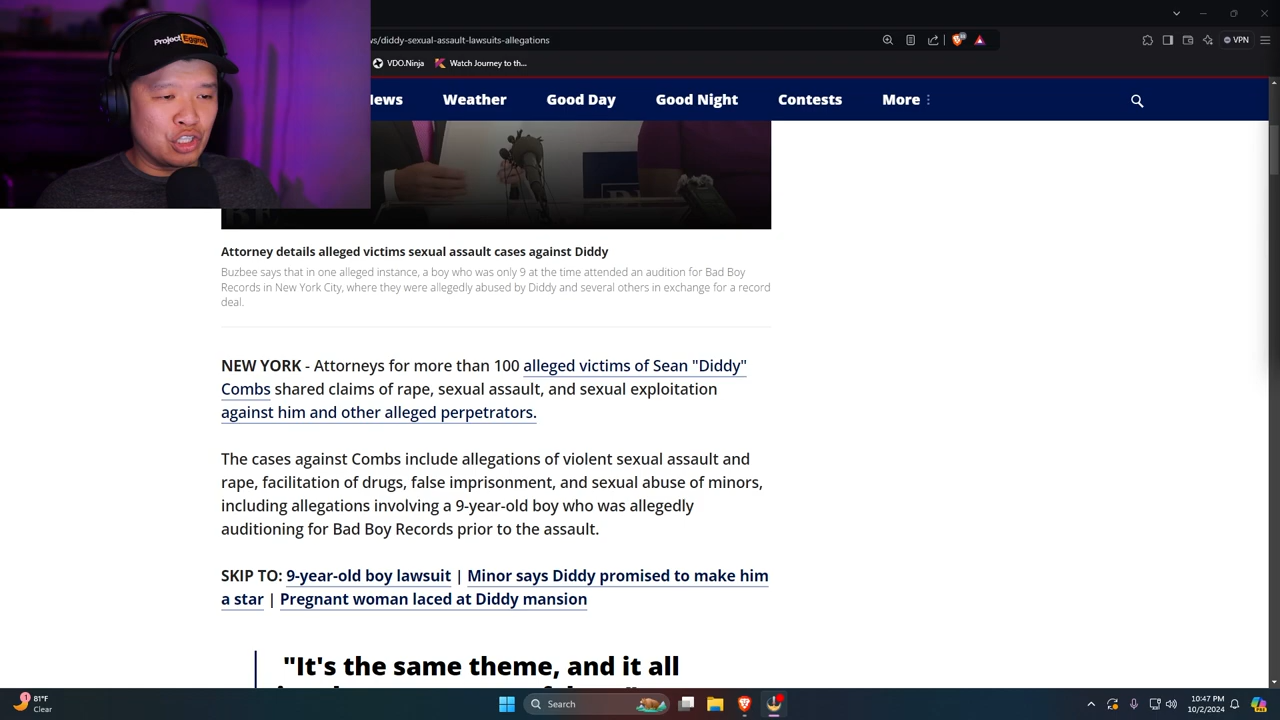 Project Eggroll
ws/diddy-sexual-assault-lawsuits-allegations
VPN
VDO.Ninja
Watch Journey to th...
News
Weather
Good Day
Good Night
Contests
More
Attorney details alleged victims sexual assault cases against Diddy
Buzbee says that in one alleged instance, a boy who was only 9 at the time attended an audition for Bad Boy
Records in New York City, where they were allegedly abused by Diddy and several others in exchange for a record
deal.
NEW YORK - Attorneys for more than 100 alleged victims of Sean "Diddy"
Combs shared claims of rape, sexual assault, and sexual exploitation
against him and other alleged perpetrators.
The cases against Combs include allegations of violent sexual assault and
rape, facilitation of drugs, false imprisonment, and sexual abuse of minors,
including allegations involving a 9-year-old boy who was allegedly
auditioning for Bad Boy Records prior to the assault.
SKIP TO: 9-year-old boy lawsuit | Minor says Diddy promised to make him
a star | Pregnant woman laced at Diddy mansion
"It's the same theme, and it all
1
81°F
Clear
Search
10:47 PM
10/2/2024